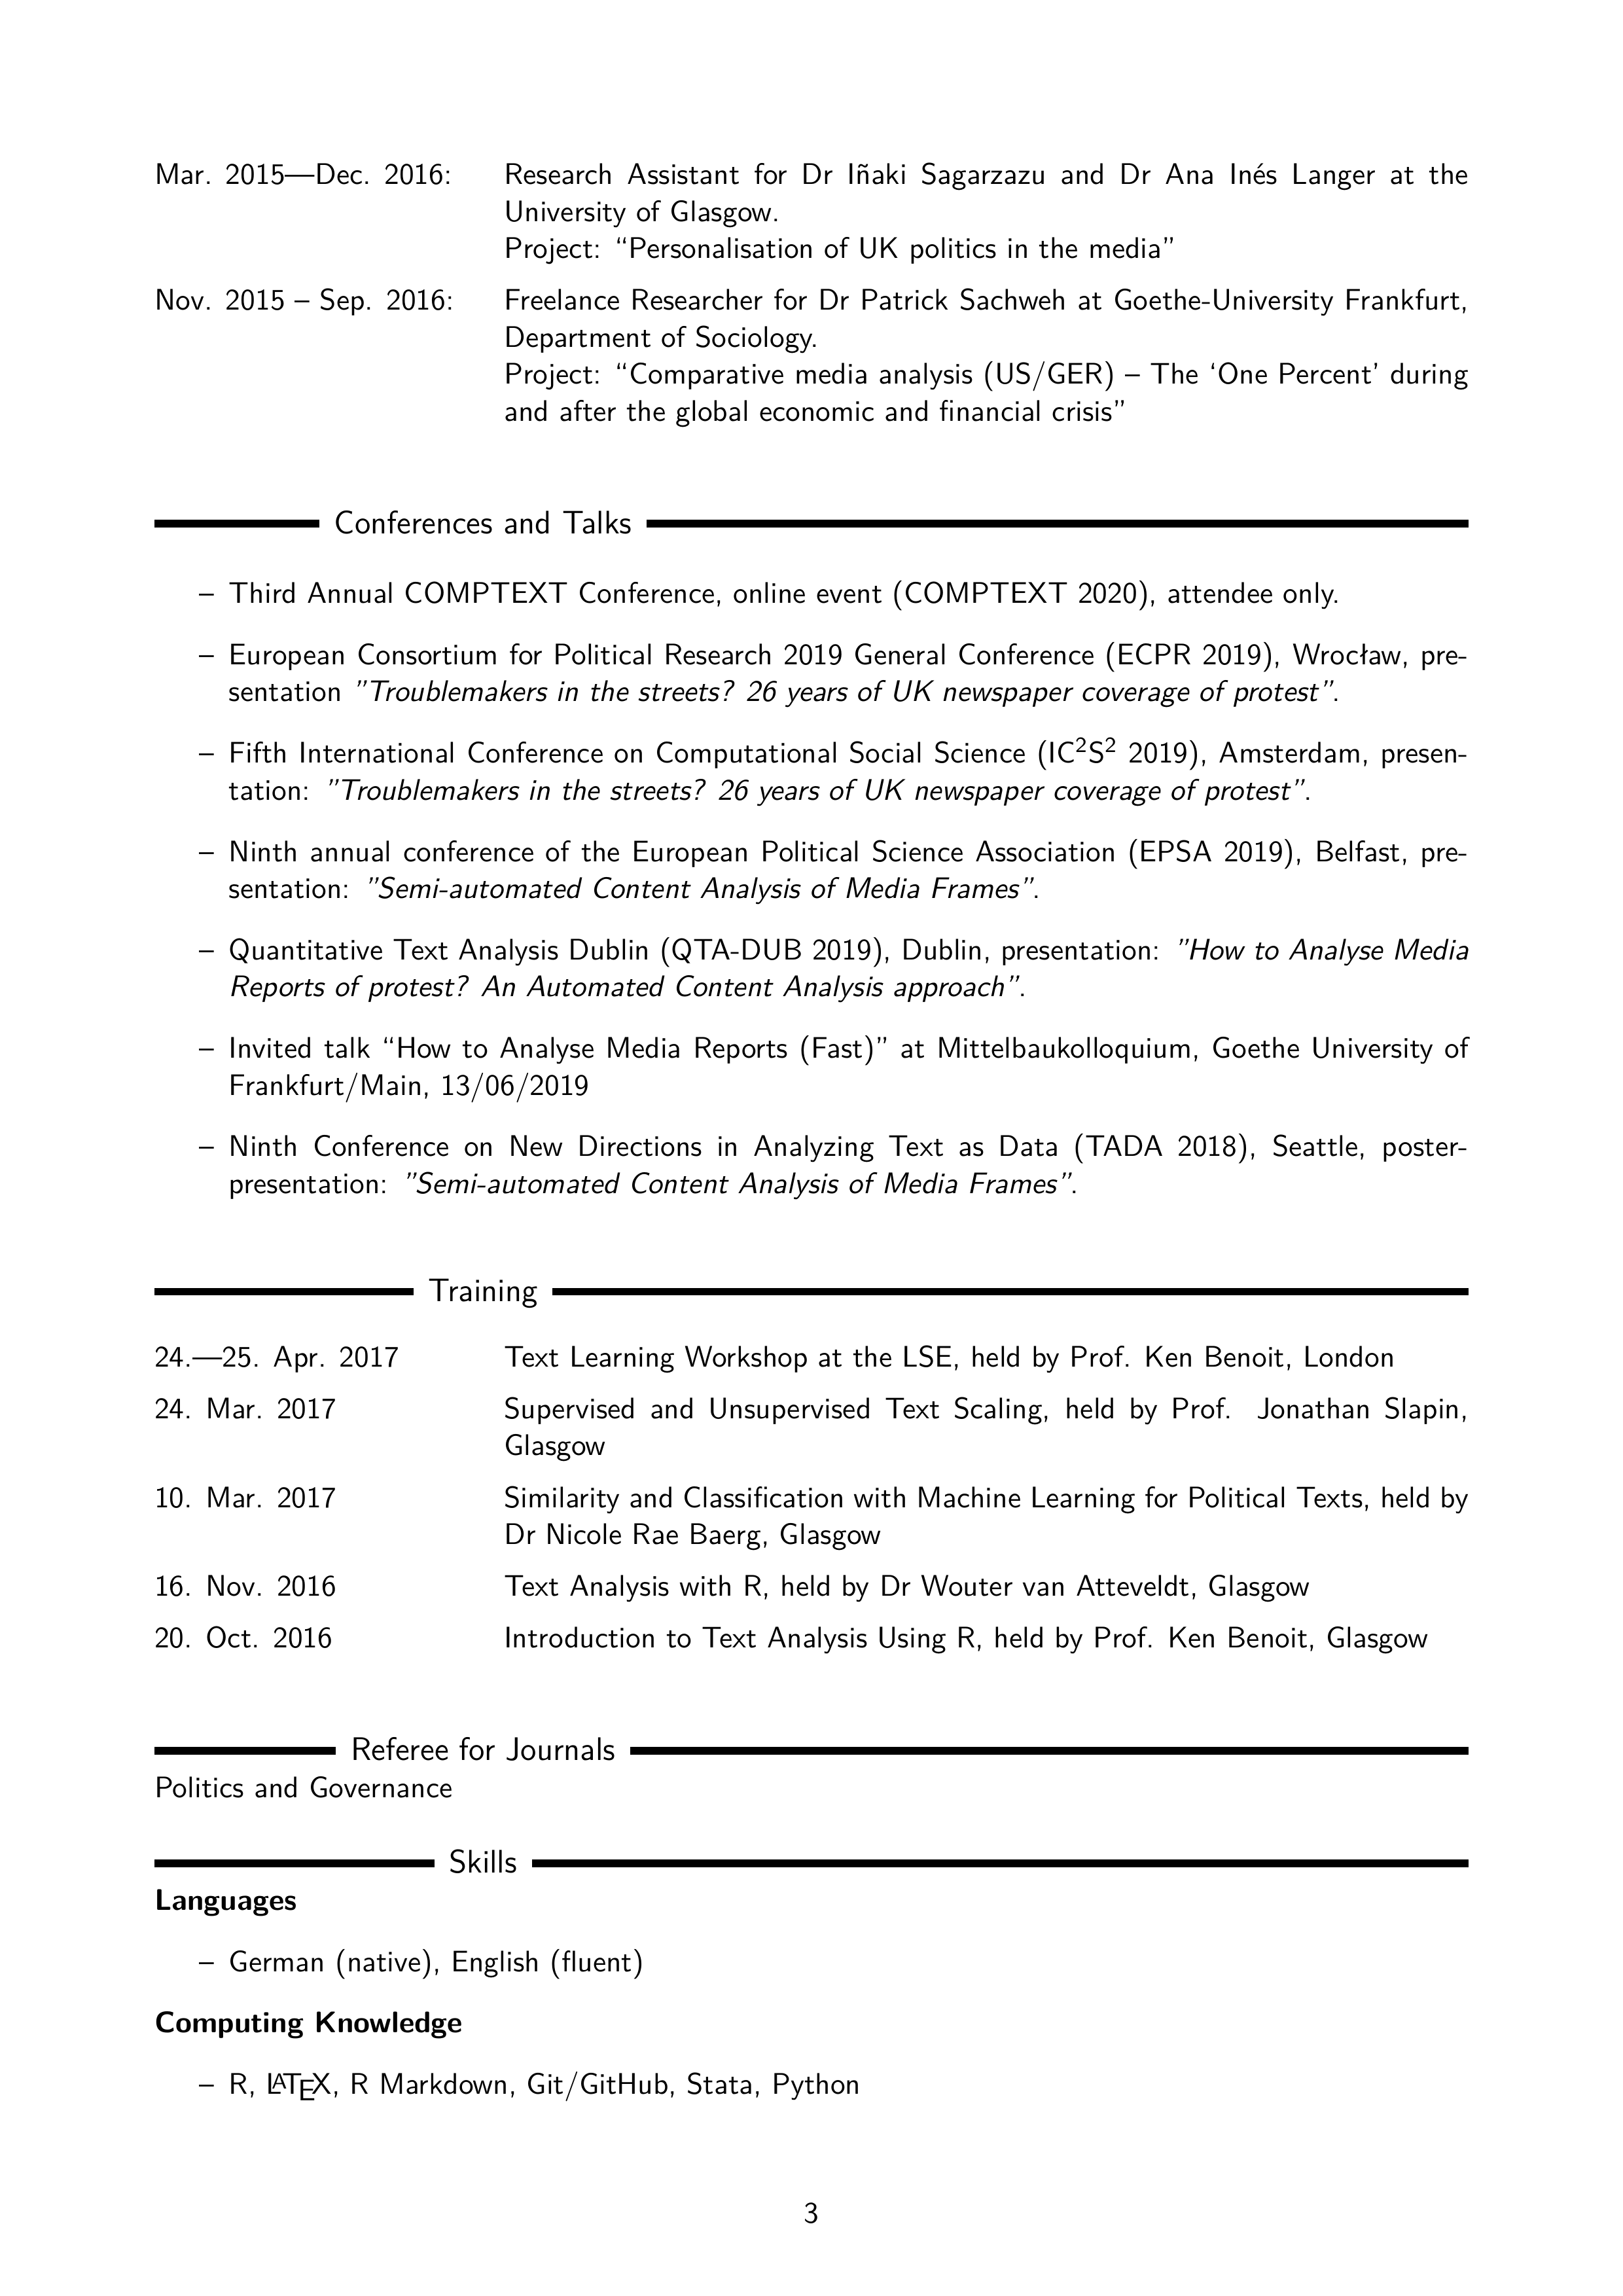 Mar. 2015—Dec. 2016: Research Assistant for Dr Iñaki Sagarzazu and Dr Ana Inés Langer at the
University of Glasgow.
Project: “Personalisation of UK politics in the media”
Nov. 2015 – Sep. 2016: Freelance Researcher for Dr Patrick Sachweh at Goethe-University Frankfurt,
Department of Sociology.
Project: “Comparative media analysis (US/GER) – The ‘One Percent’ during
and after the global economic and financial crisis”
Conferences and Talks
– Third Annual COMPTEXT Conference, online event (COMPTEXT 2020), attendee only.
– European Consortium for Political Research 2019 General Conference (ECPR 2019), Wrocław, pre-
sentation ”Troublemakers in the streets? 26 years of UK newspaper coverage of protest”.
– Fifth International Conference on Computational Social Science (IC²S² 2019), Amsterdam, presen-
tation: ”Troublemakers in the streets? 26 years of UK newspaper coverage of protest”.
– Ninth annual conference of the European Political Science Association (EPSA 2019), Belfast, pre-
sentation: ”Semi-automated Content Analysis of Media Frames”.
– Quantitative Text Analysis Dublin (QTA-DUB 2019), Dublin, presentation: ”How to Analyse Media
Reports of protest? An Automated Content Analysis approach”.
– Invited talk “How to Analyse Media Reports (Fast)” at Mittelbaukolloquium, Goethe University of
Frankfurt/Main, 13/06/2019
– Ninth Conference on New Directions in Analyzing Text as Data (TADA 2018), Seattle, poster-
presentation: ”Semi-automated Content Analysis of Media Frames”.
Training
24.—25. Apr. 2017 Text Learning Workshop at the LSE, held by Prof. Ken Benoit, London
24. Mar. 2017 Supervised and Unsupervised Text Scaling, held by Prof. Jonathan Slapin,
Glasgow
10. Mar. 2017 Similarity and Classification with Machine Learning for Political Texts, held by
Dr Nicole Rae Baerg, Glasgow
16. Nov. 2016 Text Analysis with R, held by Dr Wouter van Atteveldt, Glasgow
20. Oct. 2016 Introduction to Text Analysis Using R, held by Prof. Ken Benoit, Glasgow
Referee for Journals
Politics and Governance
Skills
Languages
– German (native), English (fluent)
Computing Knowledge
– R, LATEX, R Markdown, Git/GitHub, Stata, Python
3